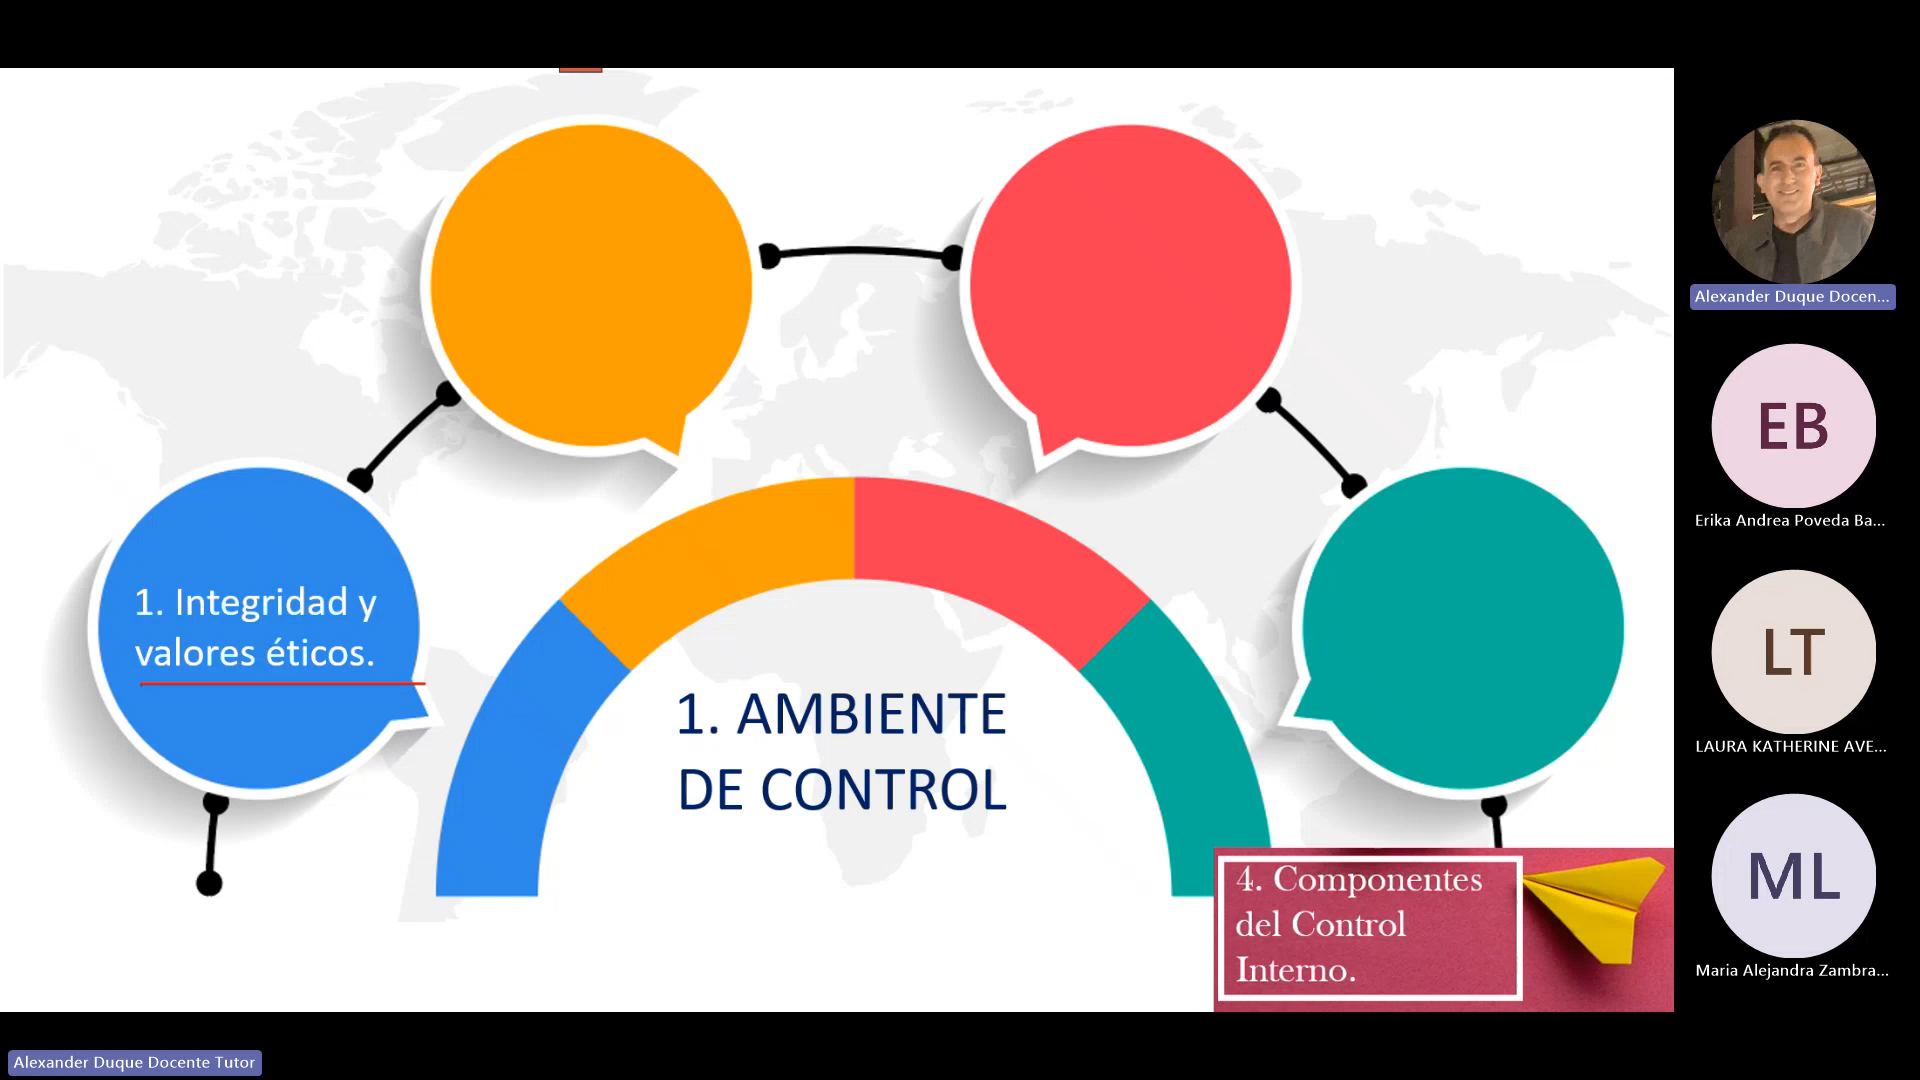 1. Integridad y
valores éticos.
1. AMBIENTE
DE CONTROL
4. Componentes
del Control
Interno.
Alexander Duque Docen...
EB
Erika Andrea Poveda Ba...
LT
LAURA KATHERINE AVE...
ML
Maria Alejandra Zambra...
Alexander Duque Docente Tutor